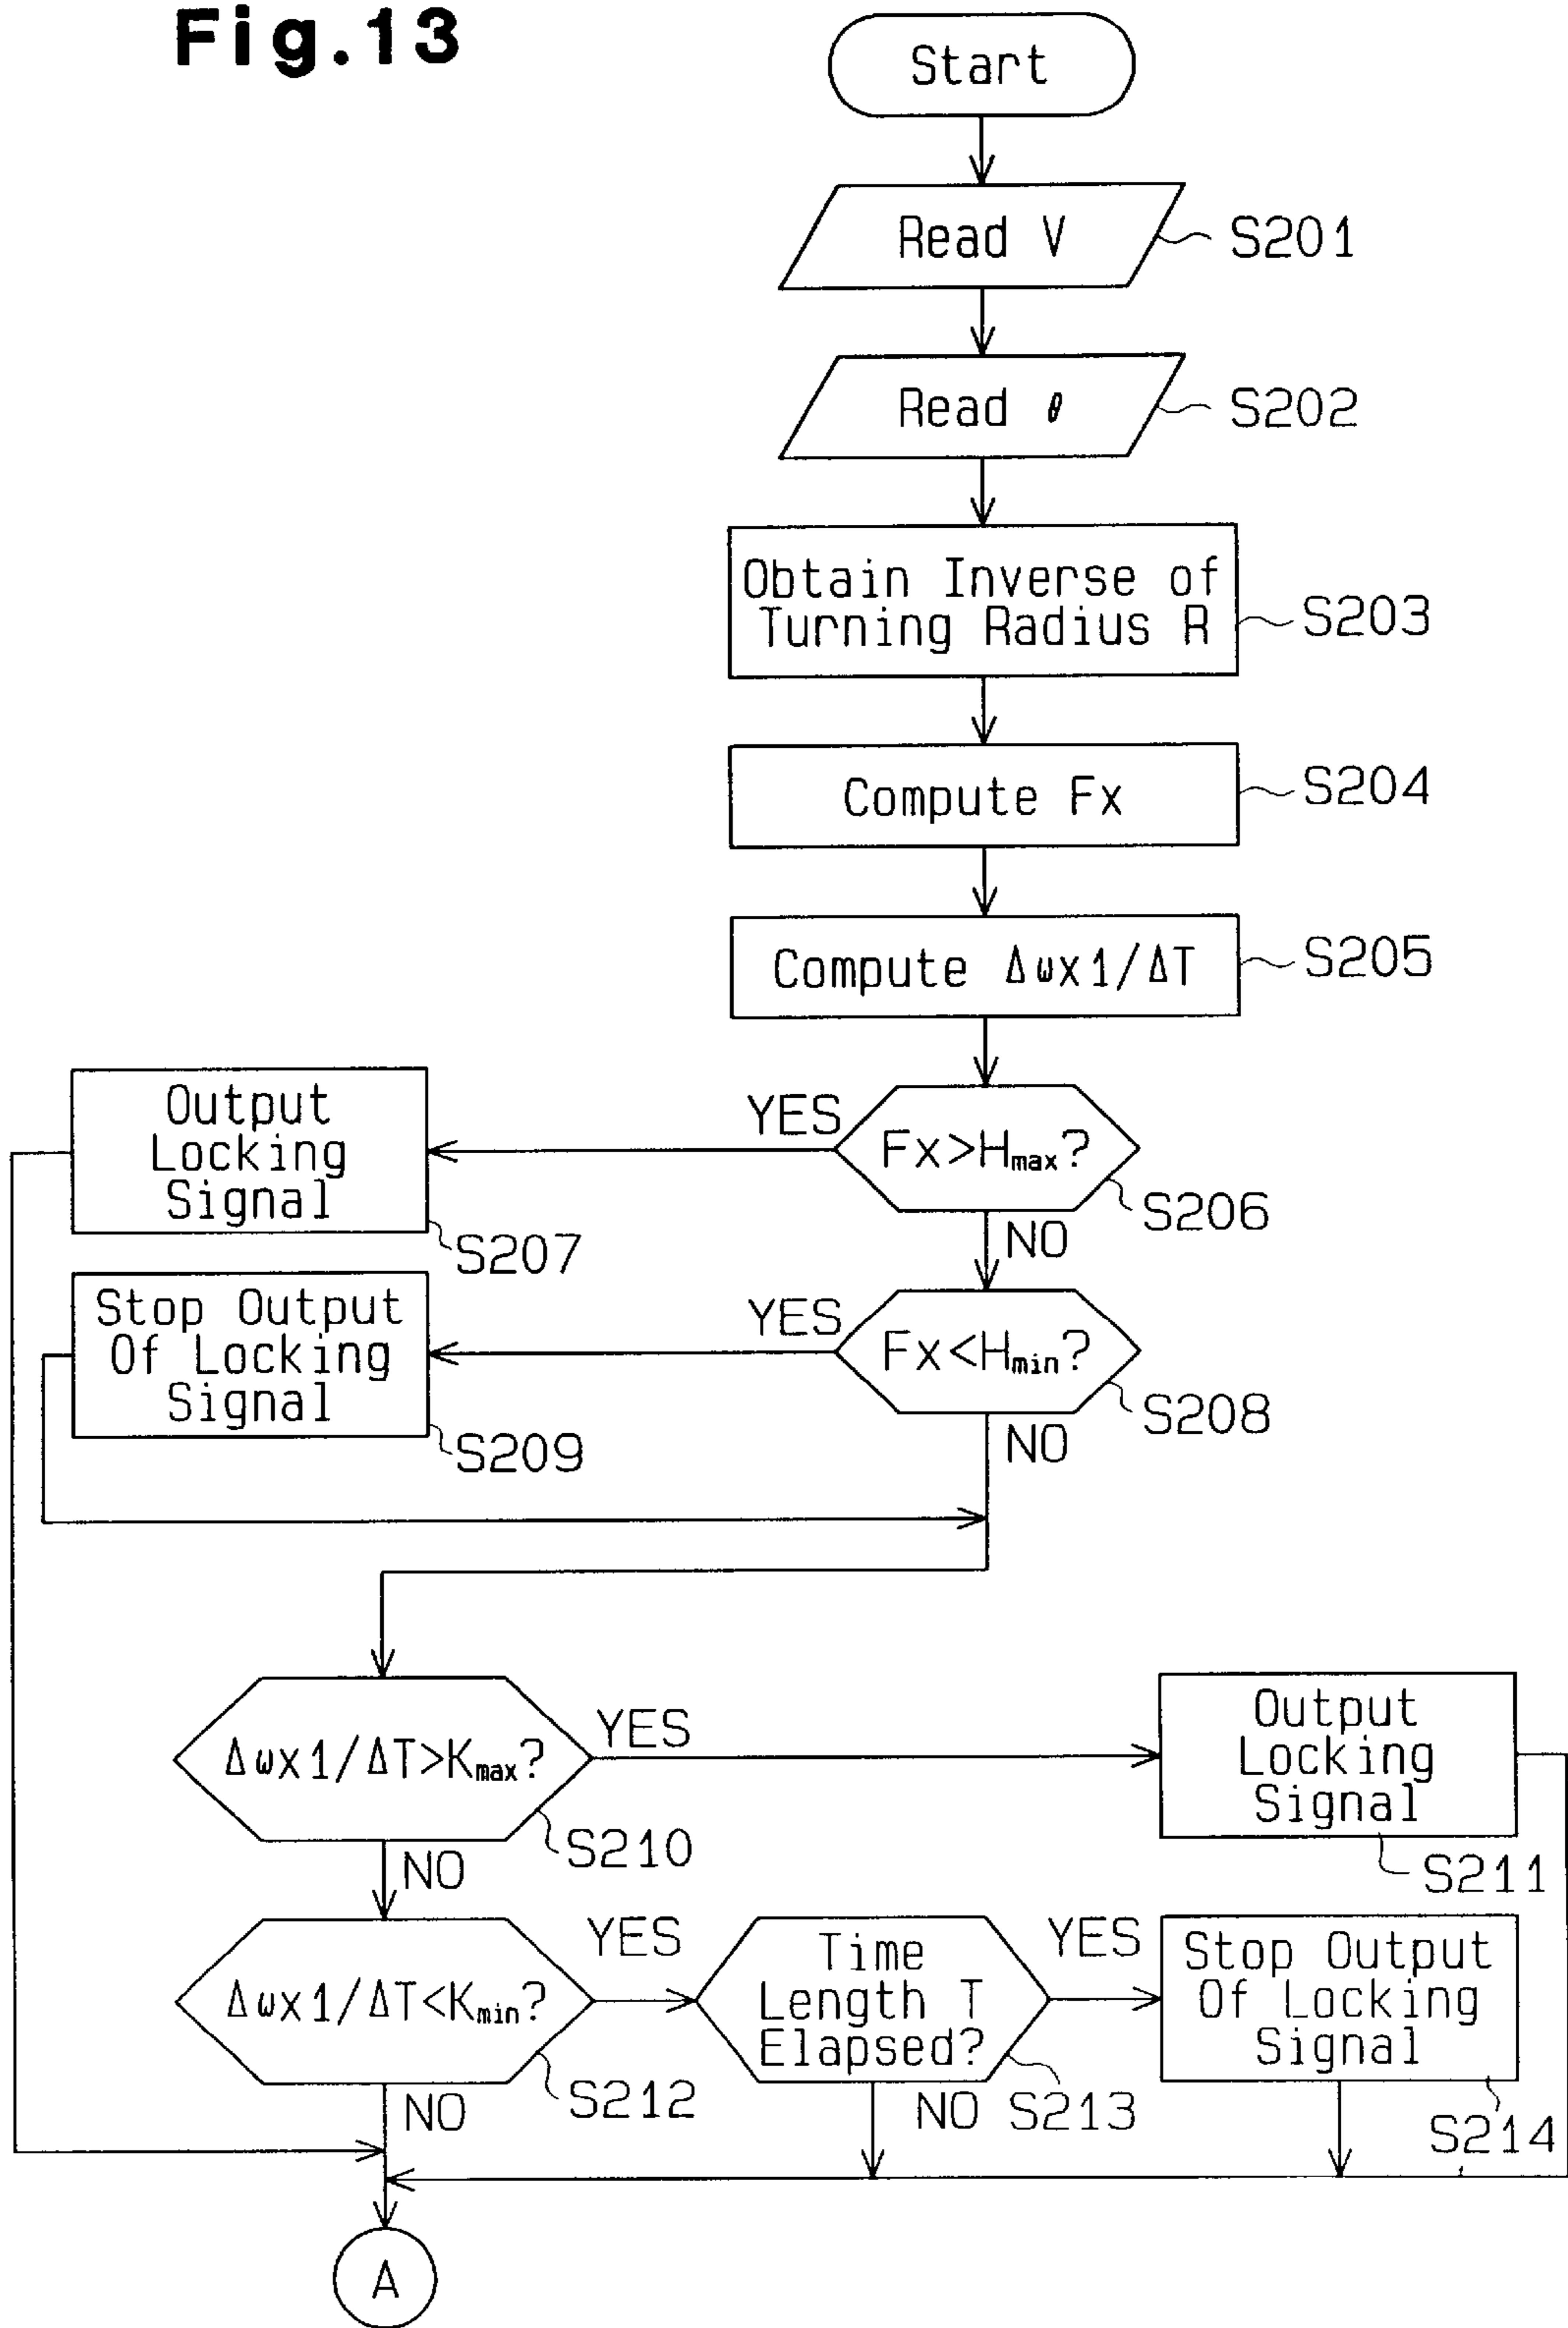 Fig.13
Start
Read V
S201
Read θ
S202
Obtain Inverse of
Turning Radius R
S203
Compute Fx
S204
Compute Δωx1/ΔT
S205
Output
Locking
Signal
S207
YES
Fx>Hmax?
S206
NO
Stop Output
Of Locking
Signal
S209
YES
Fx<Hmin?
S208
NO
Δωx1/ΔT>Kmax?
S210
YES
Output
Locking
Signal
S211
NO
Δωx1/ΔT<Kmin?
S212
YES
Time
Length T
Elapsed?
S213
YES
Stop Output
Of Locking
Signal
S214
NO
NO
A